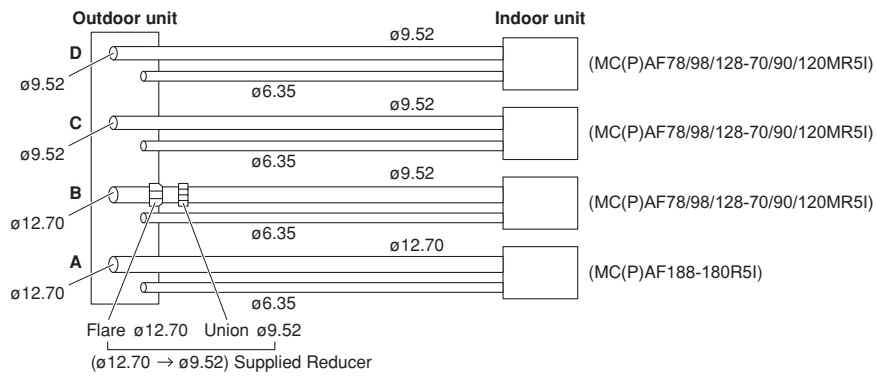 Outdoor unit Indoor unit
ø9.52
D
(MC(P)AF78/98/128-70/90/120MR5I)
ø9.52
ø6.35
ø9.52
C
(MC(P)AF78/98/128-70/90/120MR5I)
ø9.52
ø6.35
ø9.52
B
(MC(P)AF78/98/128-70/90/120MR5I)
ø12.70
ø6.35
ø12.70
A
(MC(P)AF188-180R5I)
ø12.70
ø6.35
Flare ø12.70 Union ø9.52
(ø12.70 → ø9.52) Supplied Reducer